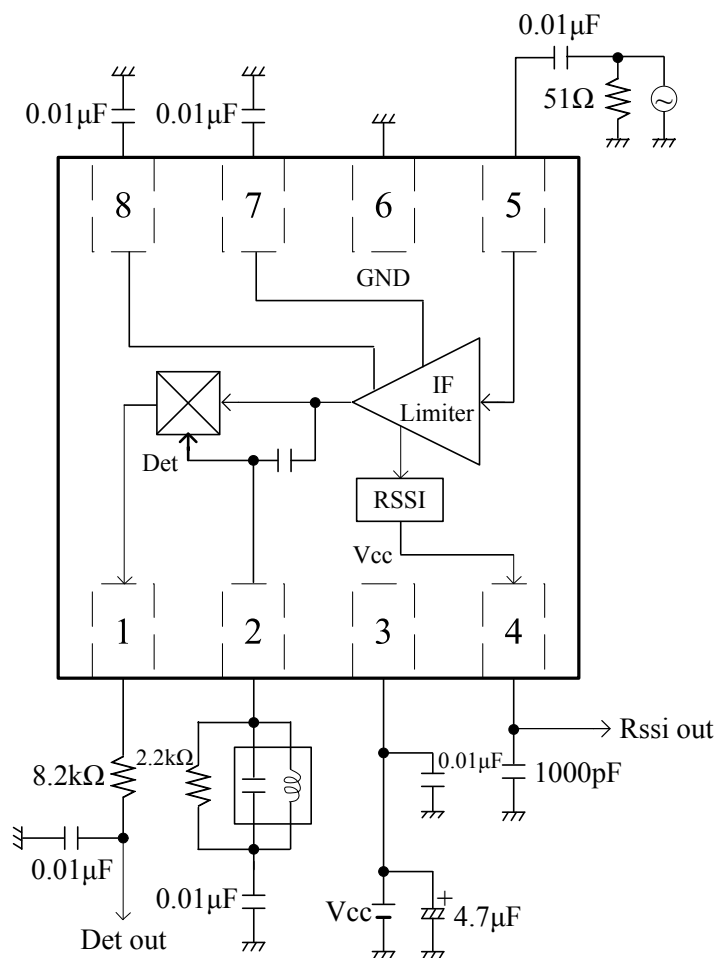 0.01μF
0.01μF 0.01μF
51Ω
8 7 6 5
GND
IF
Limiter
Det
RSSI
Vcc
1 2 3 4
Rssi out
2.2kΩ
0.01μF
8.2kΩ
1000pF
0.01μF
0.01μF
+
Vcc
4.7μF
Det out